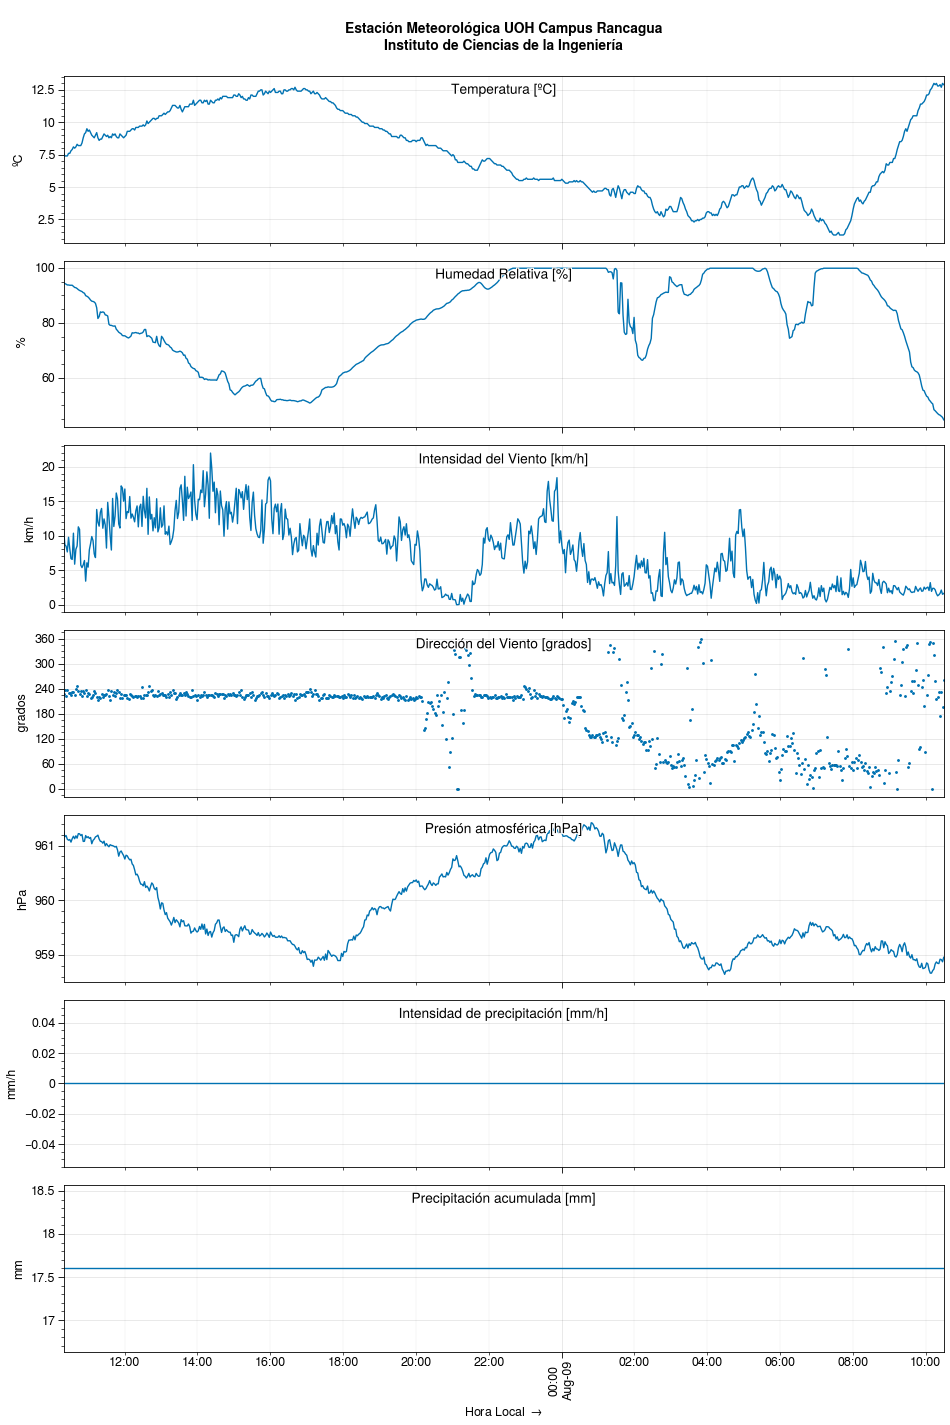 Estación Meteorológica UOH Campus Rancagua
Instituto de Ciencias de la Ingeniería
Temperatura [ºC]
ºC
12.5
10
7.5
5
2.5
Humedad Relativa [%]
%
100
80
60
Intensidad del Viento [km/h]
km/h
20
15
10
5
0
Dirección del Viento [grados]
grados
360
300
240
180
120
60
0
Presión atmosférica [hPa]
hPa
961
960
959
Intensidad de precipitación [mm/h]
mm/h
0.04
0.02
0
−0.02
−0.04
Precipitación acumulada [mm]
mm
18.5
18
17.5
17
12:00
14:00
16:00
18:00
20:00
22:00
00:00
Aug-09
02:00
04:00
06:00
08:00
10:00
Hora Local →